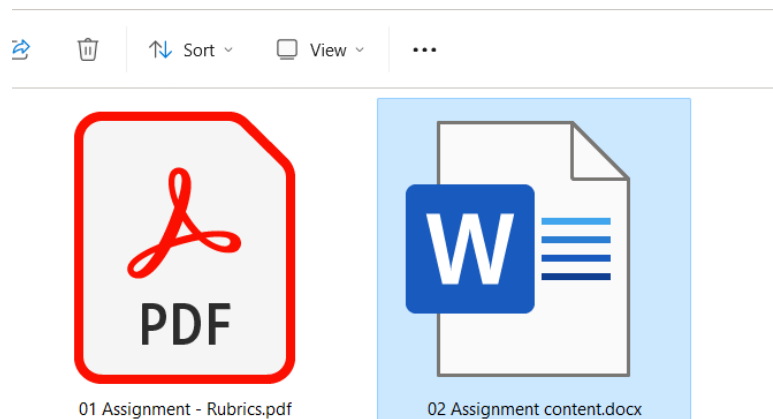 Sort
View
PDF
W
01 Assignment - Rubrics.pdf
02 Assignment content.docx